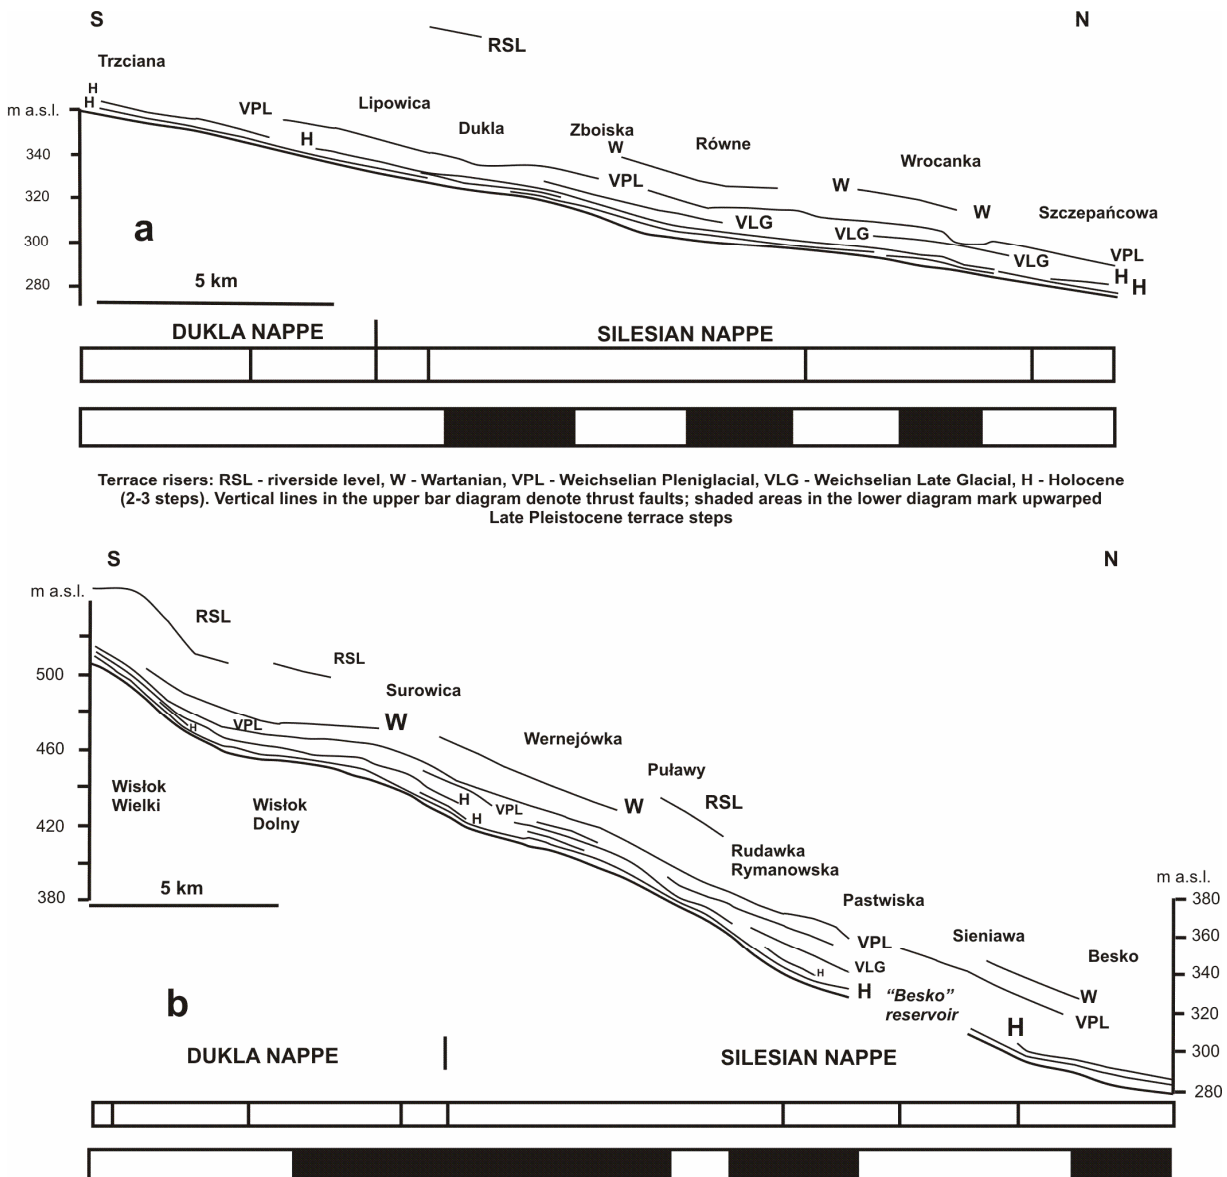 S
N
RSL
Trzciana
H
H
m a.s.l.
VPL
Lipowica
H
Dukla
Zboiska
W
Równe
VPL
W
Wrocanka
W
Szczepańcowa
340
320
300
280
VLG
VLG
VLG
VPL
H
H
a
5 km
DUKLA NAPPE
SILESIAN NAPPE
Terrace risers: RSL - riverside level, W - Wartanian, VPL - Weichselian Pleniglacial, VLG - Weichselian Late Glacial, H - Holocene
(2-3 steps). Vertical lines in the upper bar diagram denote thrust faults; shaded areas in the lower diagram mark upwarped
Late Pleistocene terrace steps
S
N
m a.s.l.
RSL
RSL
500
460
420
380
Surowica
W
H
VPL
Wernejówka
Puławy
W
RSL
Wisłok
Wielki
Wisłok
Dolny
H
H
VPL
Rudawka
Rymanowska
5 km
Pastwiska
VPL
VLG
H
H
"Besko"
reservoir
Sieniawa
Besko
W
VPL
H
m a.s.l.
380
360
340
320
300
280
b
DUKLA NAPPE
SILESIAN NAPPE